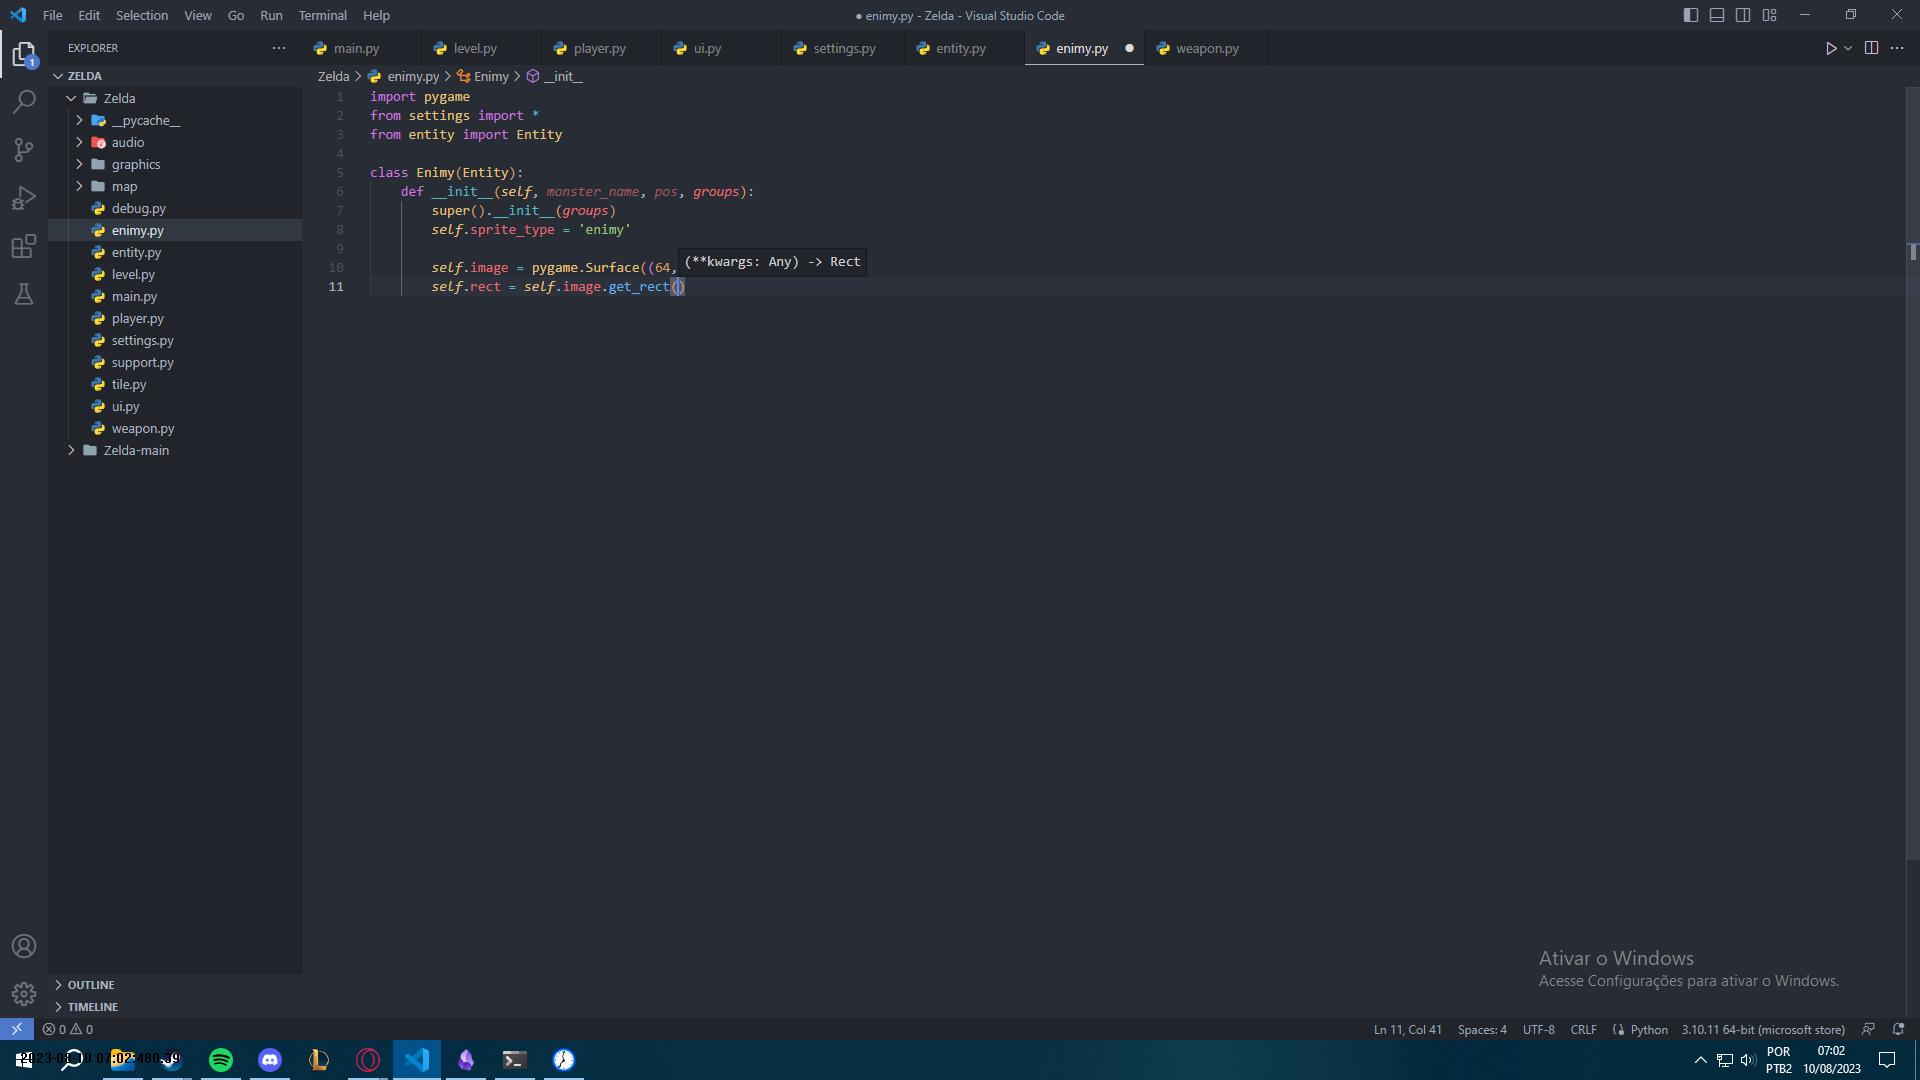 File Edit Selection View Go Run Terminal Help
● enimy.py - Zelda - Visual Studio Code
EXPLORER
main.py level.py player.py ui.py settings.py entity.py enimy.py weapon.py
1
ZELDA
Zelda
__pycache__
audio
graphics
map
debug.py
enimy.py
entity.py
level.py
main.py
player.py
settings.py
support.py
tile.py
ui.py
weapon.py
Zelda-main
OUTLINE
TIMELINE
Zelda > enimy.py > Enimy > __init__
1 import pygame
2 from settings import *
3 from entity import Entity
4
5 class Enimy(Entity):
6 def __init__(self, monster_name, pos, groups):
7 super().__init__(groups)
8 self.sprite_type = 'enimy'
9
(**kwargs: Any) -> Rect
10 self.image = pygame.Surface((64,
11 self.rect = self.image.get_rect()
Ativar o Windows
Acesse Configurações para ativar o Windows.
0 0
Ln 11, Col 41 Spaces: 4 UTF-8 CRLF Python 3.10.11 64-bit (microsoft store)
POR
PTB2
07:02
10/08/2023